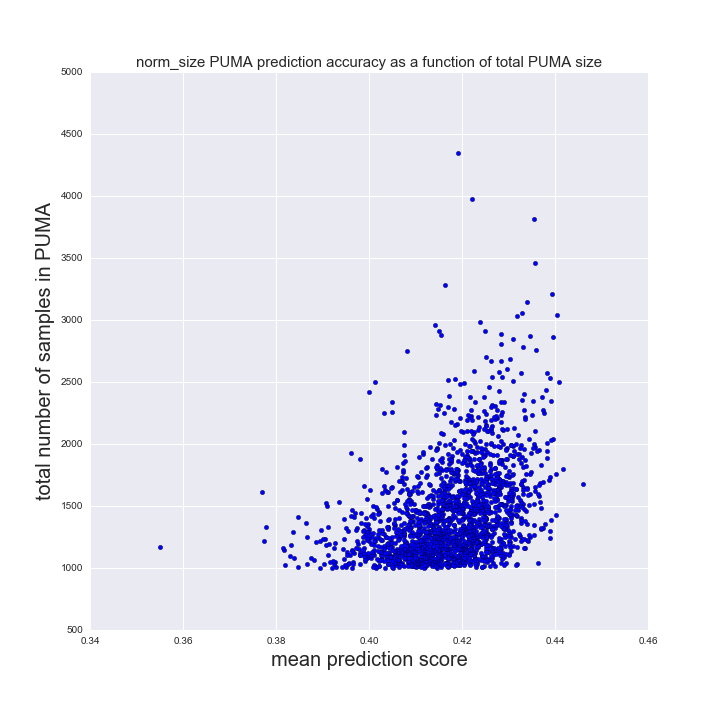 norm_size PUMA prediction accuracy as a function of total PUMA size
5000
4500
4000
3500
3000
2500
2000
1500
1000
500
total number of samples in PUMA
0.34 0.36 0.38 0.40 0.42 0.44 0.46
mean prediction score